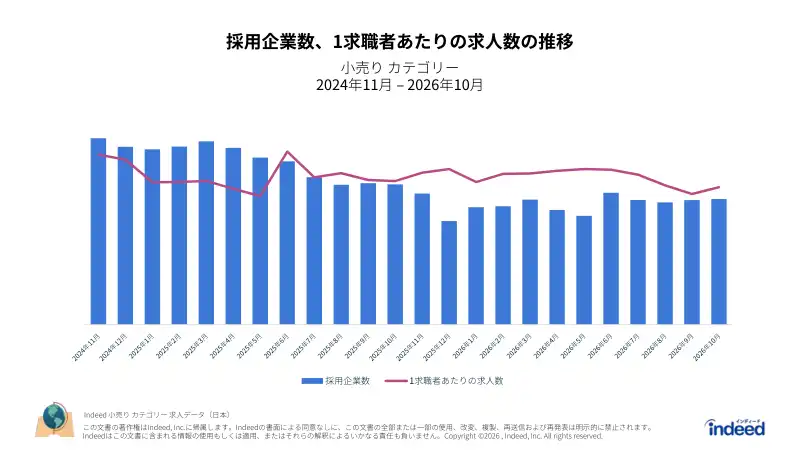 採用企業数、1求職者あたりの求人数の推移
小売り カテゴリー
2024年11月 – 2026年10月
2024年11月
2024年12月
2025年1月
2025年2月
2025年3月
2025年4月
2025年5月
2025年6月
2025年7月
2025年8月
2025年9月
2025年10月
2025年11月
2025年12月
2026年1月
2026年2月
2026年3月
2026年4月
2026年5月
2026年6月
2026年7月
2026年8月
2026年9月
2026年10月
採用企業数 1求職者あたりの求人数
Indeed 小売り カテゴリー 求人データ（日本）
この文書の著作権はIndeed, Inc.に帰属します。Indeedの書面による同意なしに、この文書の全部または一部の使用、改変、複製、再送信および再発表は明示的に禁止されます。
Indeedはこの文書に含まれる情報の使用もしくは適用、またはそれらの解釈によるいかなる責任も負いません。Copyright ©2026 , Indeed, Inc. All rights reserved.
インディード
indeed